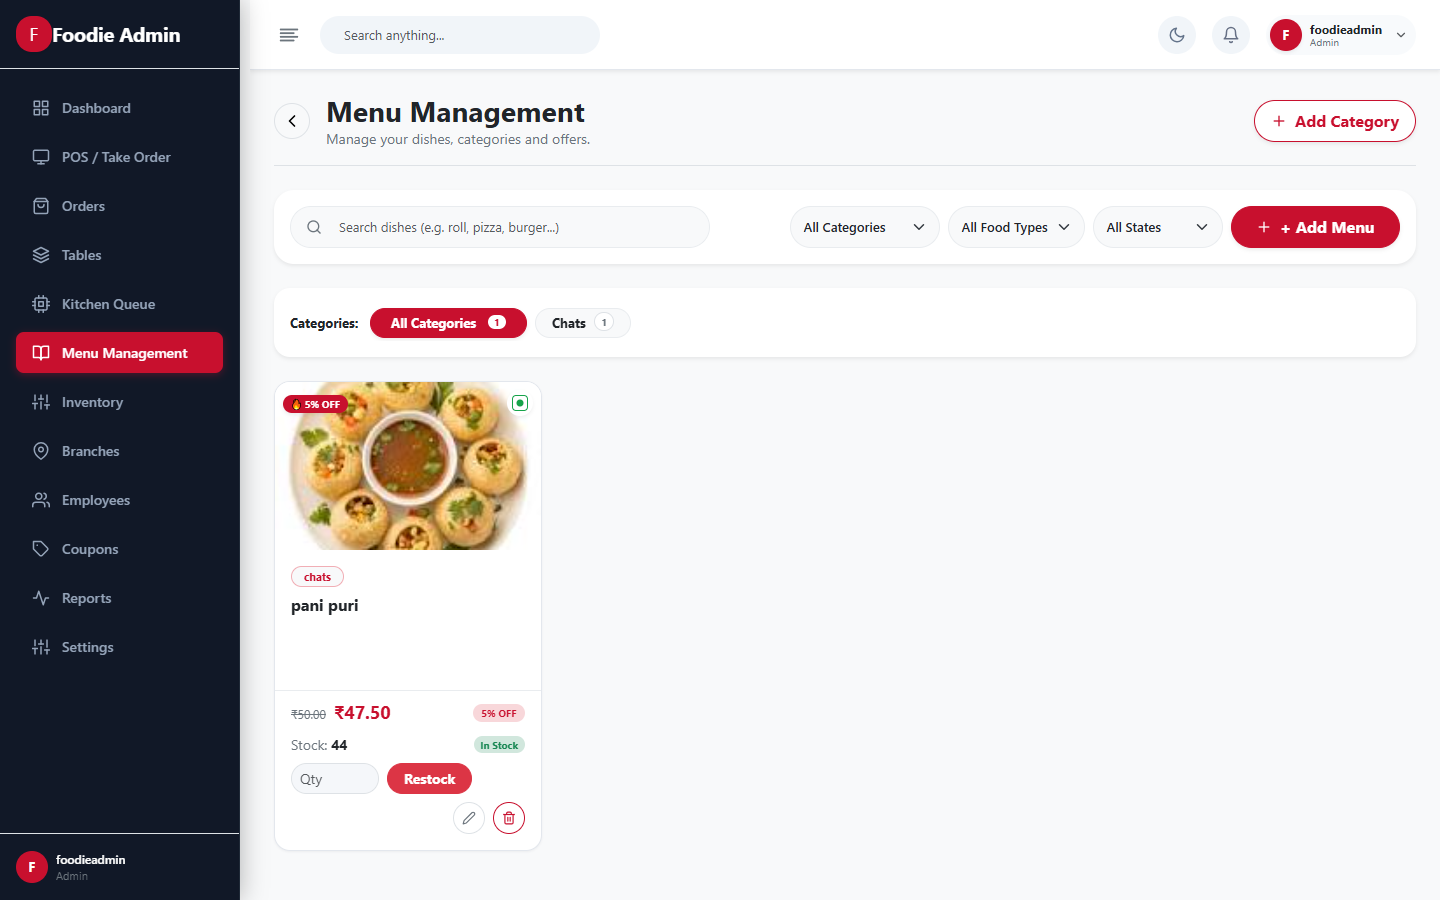 F Foodie Admin
Dashboard
POS / Take Order
Orders
Tables
Kitchen Queue
Menu Management
Inventory
Branches
Employees
Coupons
Reports
Settings
F foodieadmin
Admin
Search anything...
F foodieadmin
Admin
Menu Management
Manage your dishes, categories and offers.
+ Add Category
Search dishes (e.g. roll, pizza, burger...)
All Categories
All Food Types
All States
+ + Add Menu
Categories: All Categories 1 Chats 1
🔥 5% OFF
chats
pani puri
₹50.00 ₹47.50 5% OFF
Stock: 44 In Stock
Qty Restock